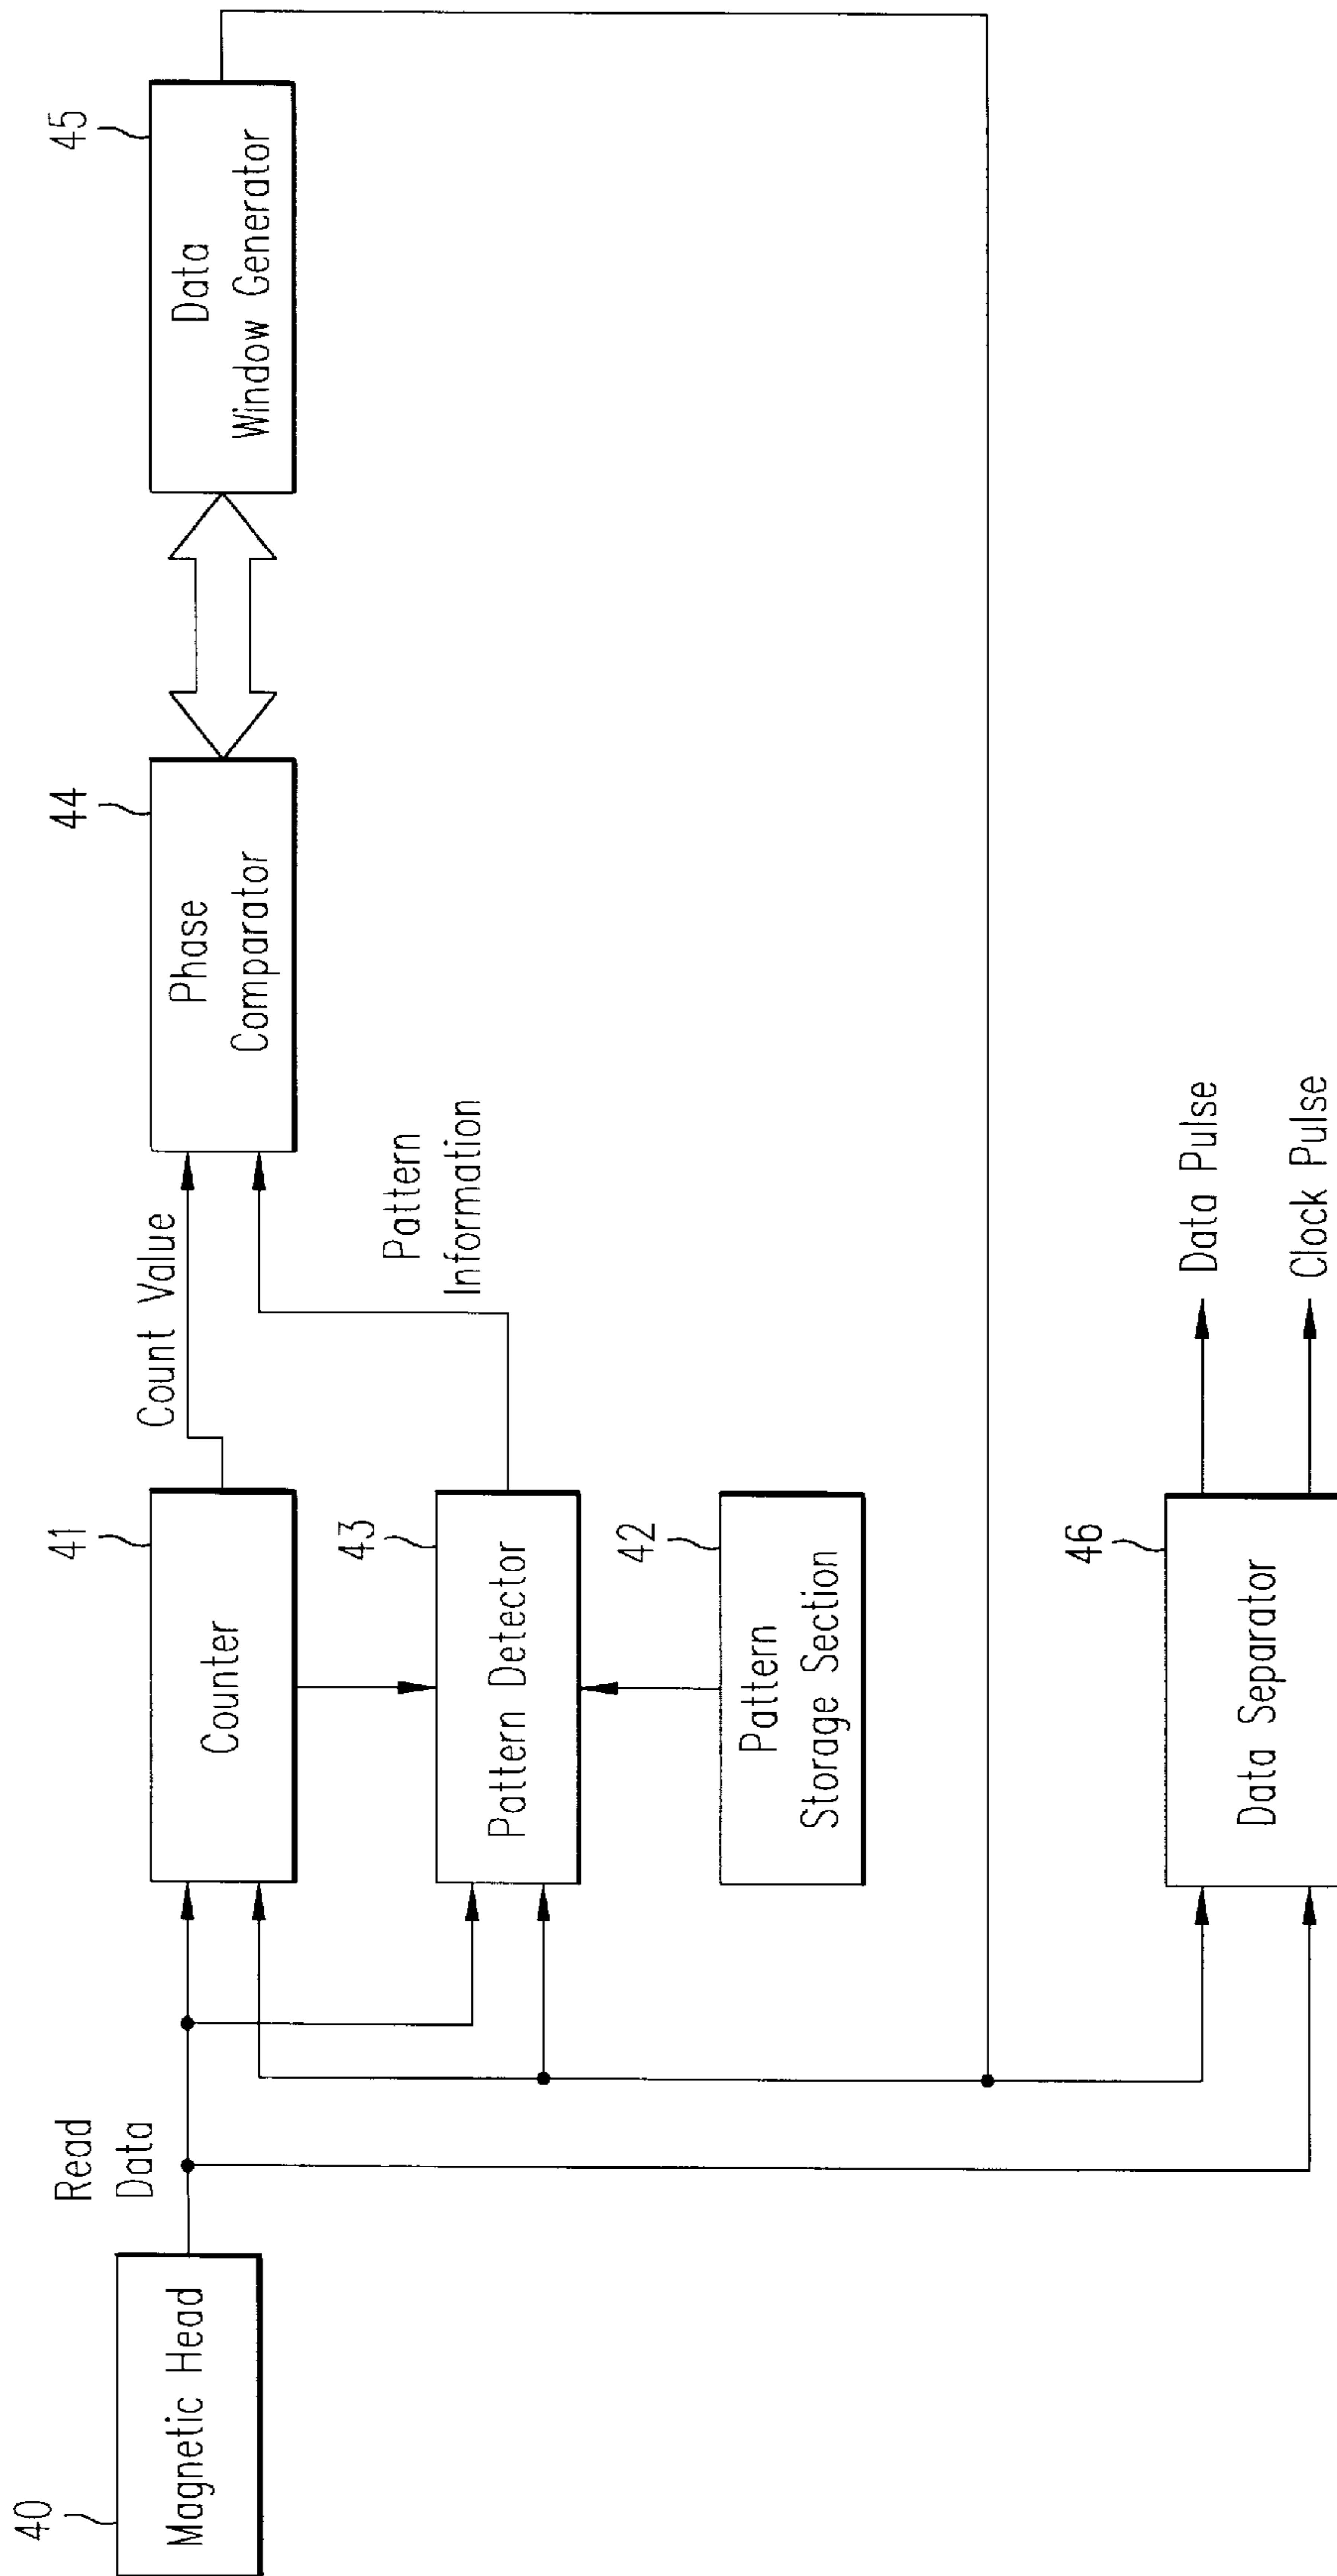 40
Magnetic Head
Read
Data
41
Counter
Count Value
43
Pattern Detector
Pattern
Information
42
Pattern
Storage Section
44
Phase
Comparator
45
Data
Window Generator
46
Data Separator
Data Pulse
Clock Pulse